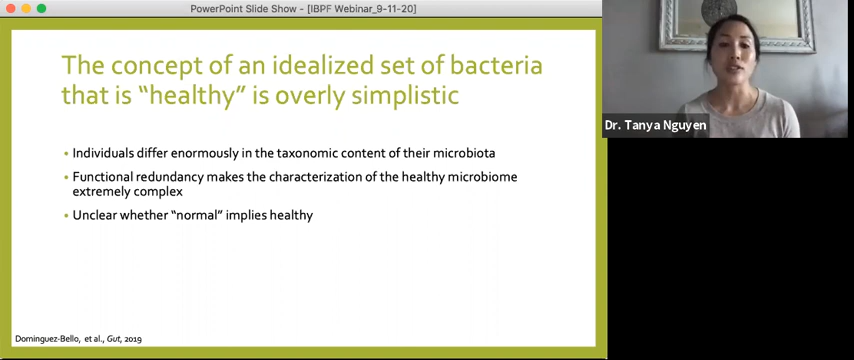 PowerPoint Slide Show - [IBPF Webinar_9-11-20]
The concept of an idealized set of bacteria
that is “healthy” is overly simplistic
• Individuals differ enormously in the taxonomic content of their microbiota
• Functional redundancy makes the characterization of the healthy microbiome
extremely complex
• Unclear whether “normal” implies healthy
Dominguez-Bello, et al., Gut, 2019
Dr. Tanya Nguyen